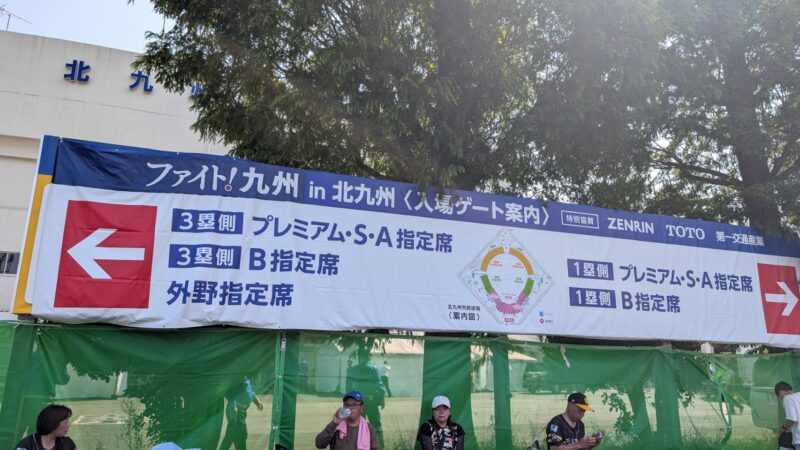 北九
ファイト!九州 in 北九州〈入場ゲート案内〉 特別協賛 ZENRIN TOTO 第一交通産業
3塁側 プレミアム・S・A指定席
3塁側 B指定席
外野指定席
北九州市民球場
〈案内図〉
1塁側 プレミアム・S・A指定席
1塁側 B指定席